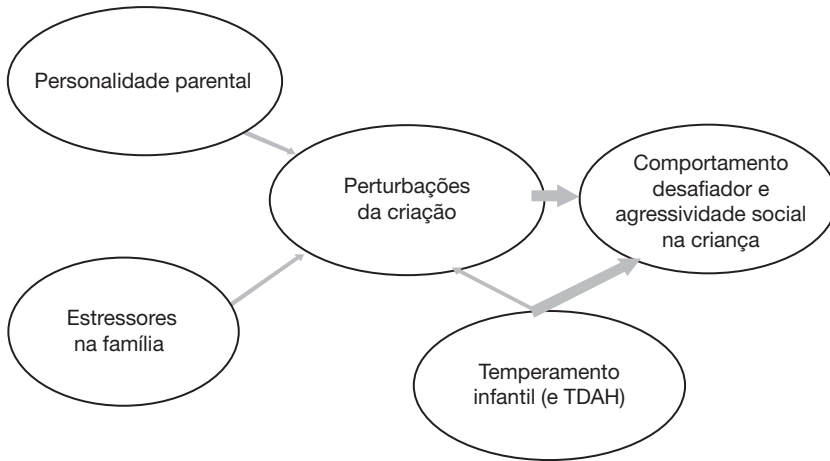 Personalidade parental
Perturbações
da criação
Comportamento
desafiador e
agressividade social
na criança
Estressores
na família
Temperamento
infantil (e TDAH)